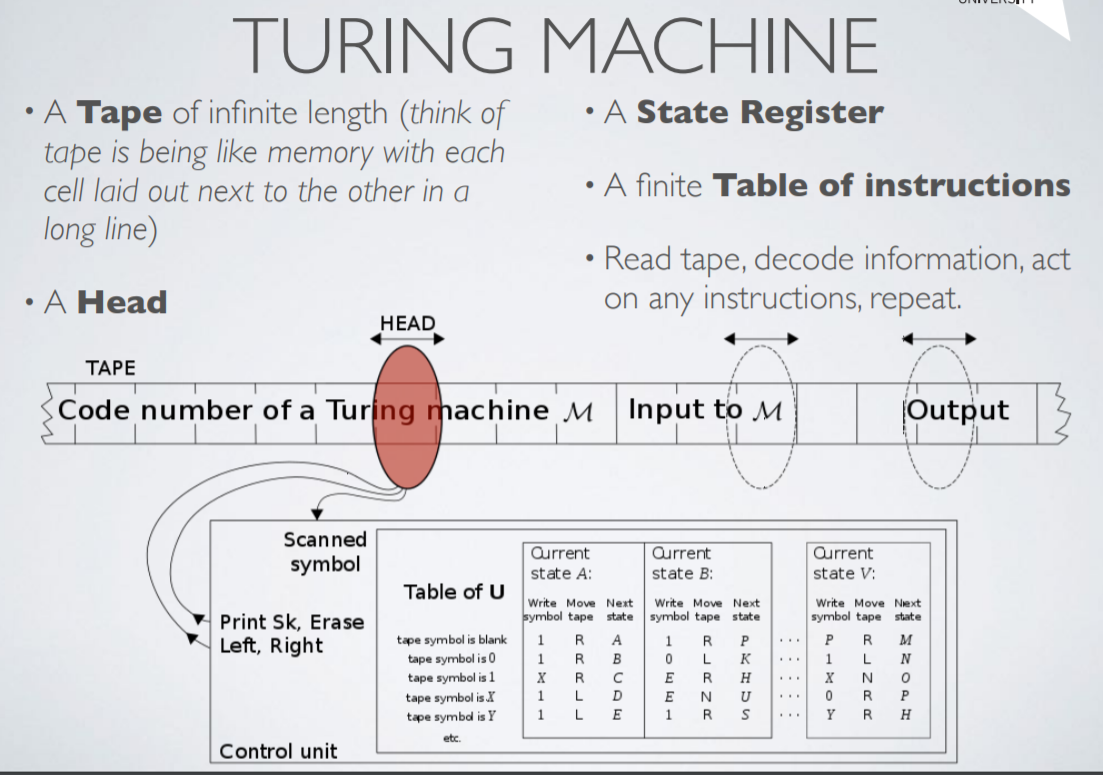 UNIVERSITY
TURING MACHINE
• A Tape of infinite length (think of
tape is being like memory with each
cell laid out next to the other in a
long line)
• A Head
• A State Register
• A finite Table of instructions
• Read tape, decode information, act
on any instructions, repeat.
HEAD
TAPE
Code number of a Turing machine M
Input to M
Output
Scanned
symbol
Print Sk, Erase
Left, Right
Control unit
Table of U
Current
state A:
Current
state B:
Current
state V:
Write Move Next Write Move Next Write Move Next
symbol tape state symbol tape state symbol tape state
tape symbol is blank 1 R A 1 R P ... P R M
tape symbol is 0 1 R B 0 L K ... 1 L N
tape symbol is 1 X R C E R H ... X N O
tape symbol is X 1 L D E N U ... 0 R P
tape symbol is Y 1 L E 1 R S ... Y R H
etc.